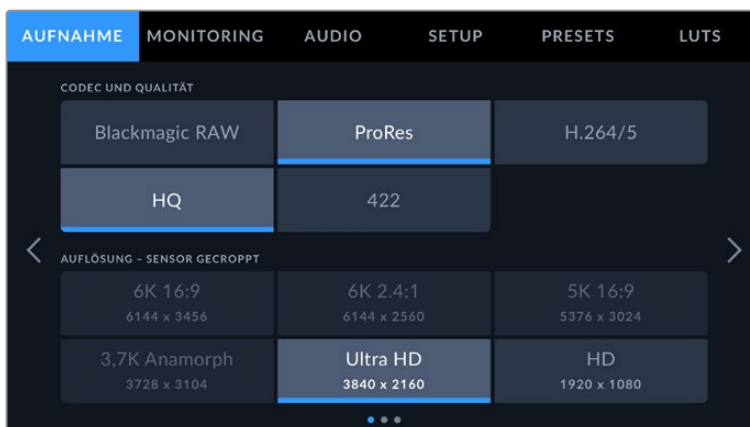 AUFNAHME MONITORING AUDIO SETUP PRESETS LUTS
CODEC UND QUALITÄT
Blackmagic RAW ProRes H.264/5
HQ 422
AUFLÖSUNG – SENSOR GECROPPT
6K 16:9 6K 2.4:1 5K 16:9
6144 x 3456 6144 x 2560 5376 x 3024
3,7K Anamorph Ultra HD HD
3728 x 3104 3840 x 2160 1920 x 1080